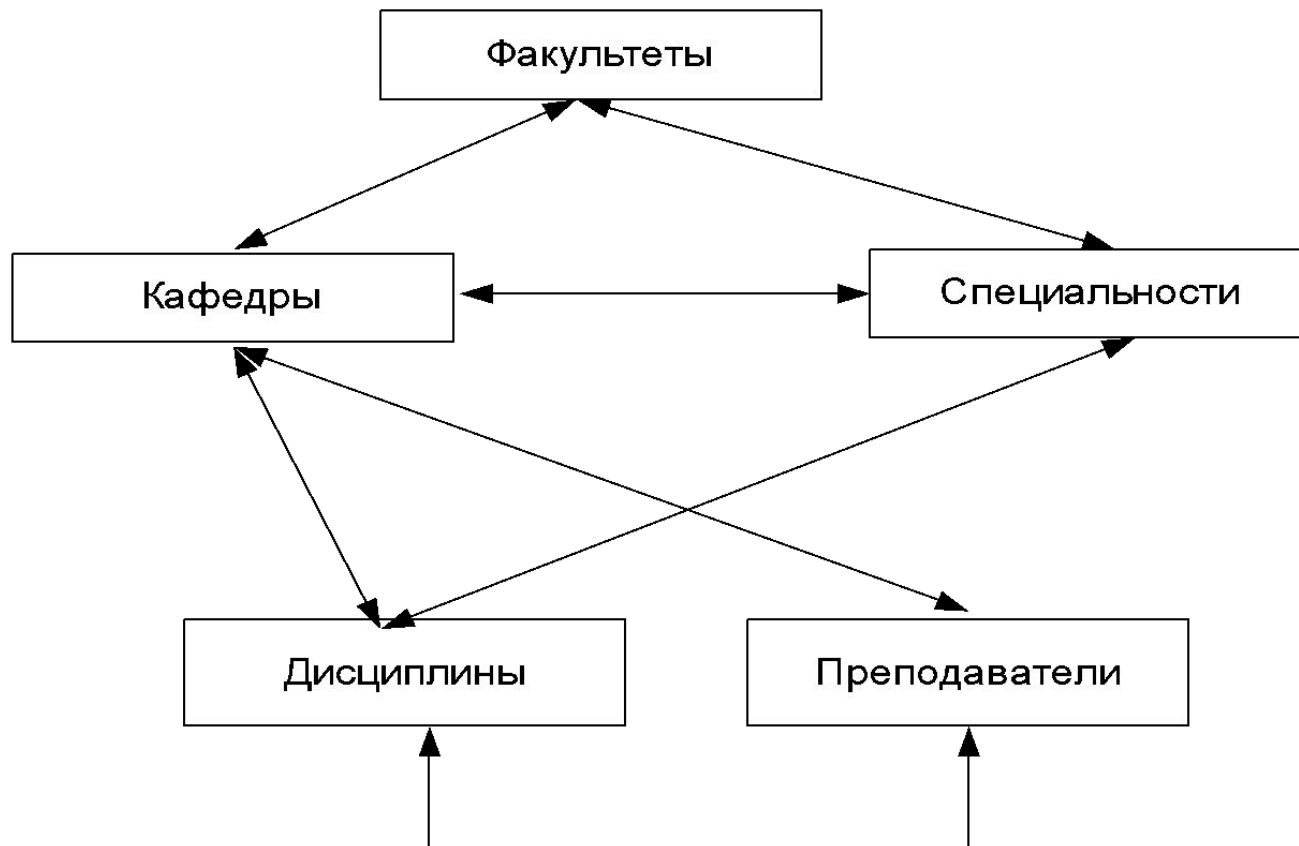 Факультеты
Кафедры
Специальности
Дисциплины
Преподаватели